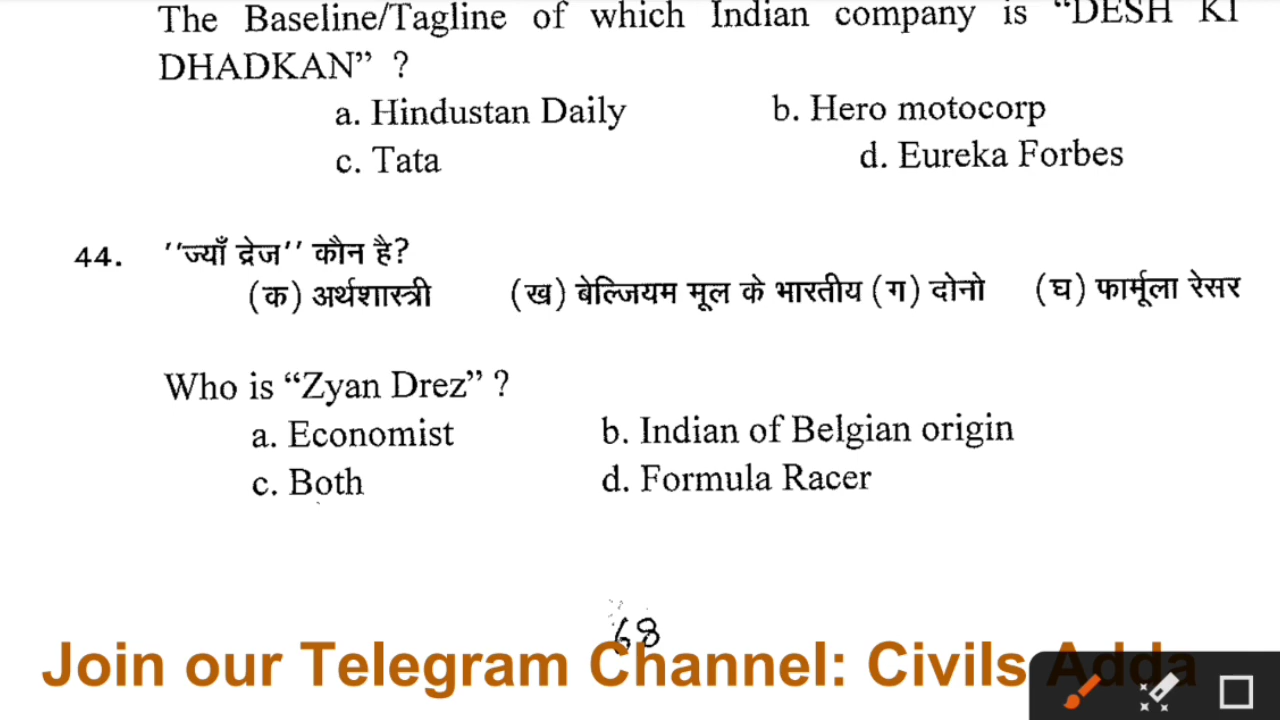 The Baseline/Tagline of which Indian company is “DESH KI
DHADKAN” ?
a. Hindustan Daily b. Hero motocorp
c. Tata d. Eureka Forbes
44. ''ज्याँ द्रेज'' कौन है?
(क) अर्थशास्त्री (ख) बेल्जियम मूल के भारतीय (ग) दोनो (घ) फार्मूला रेसर
Who is “Zyan Drez” ?
a. Economist b. Indian of Belgian origin
c. Both d. Formula Racer
68
Join our Telegram Channel: Civils Adda